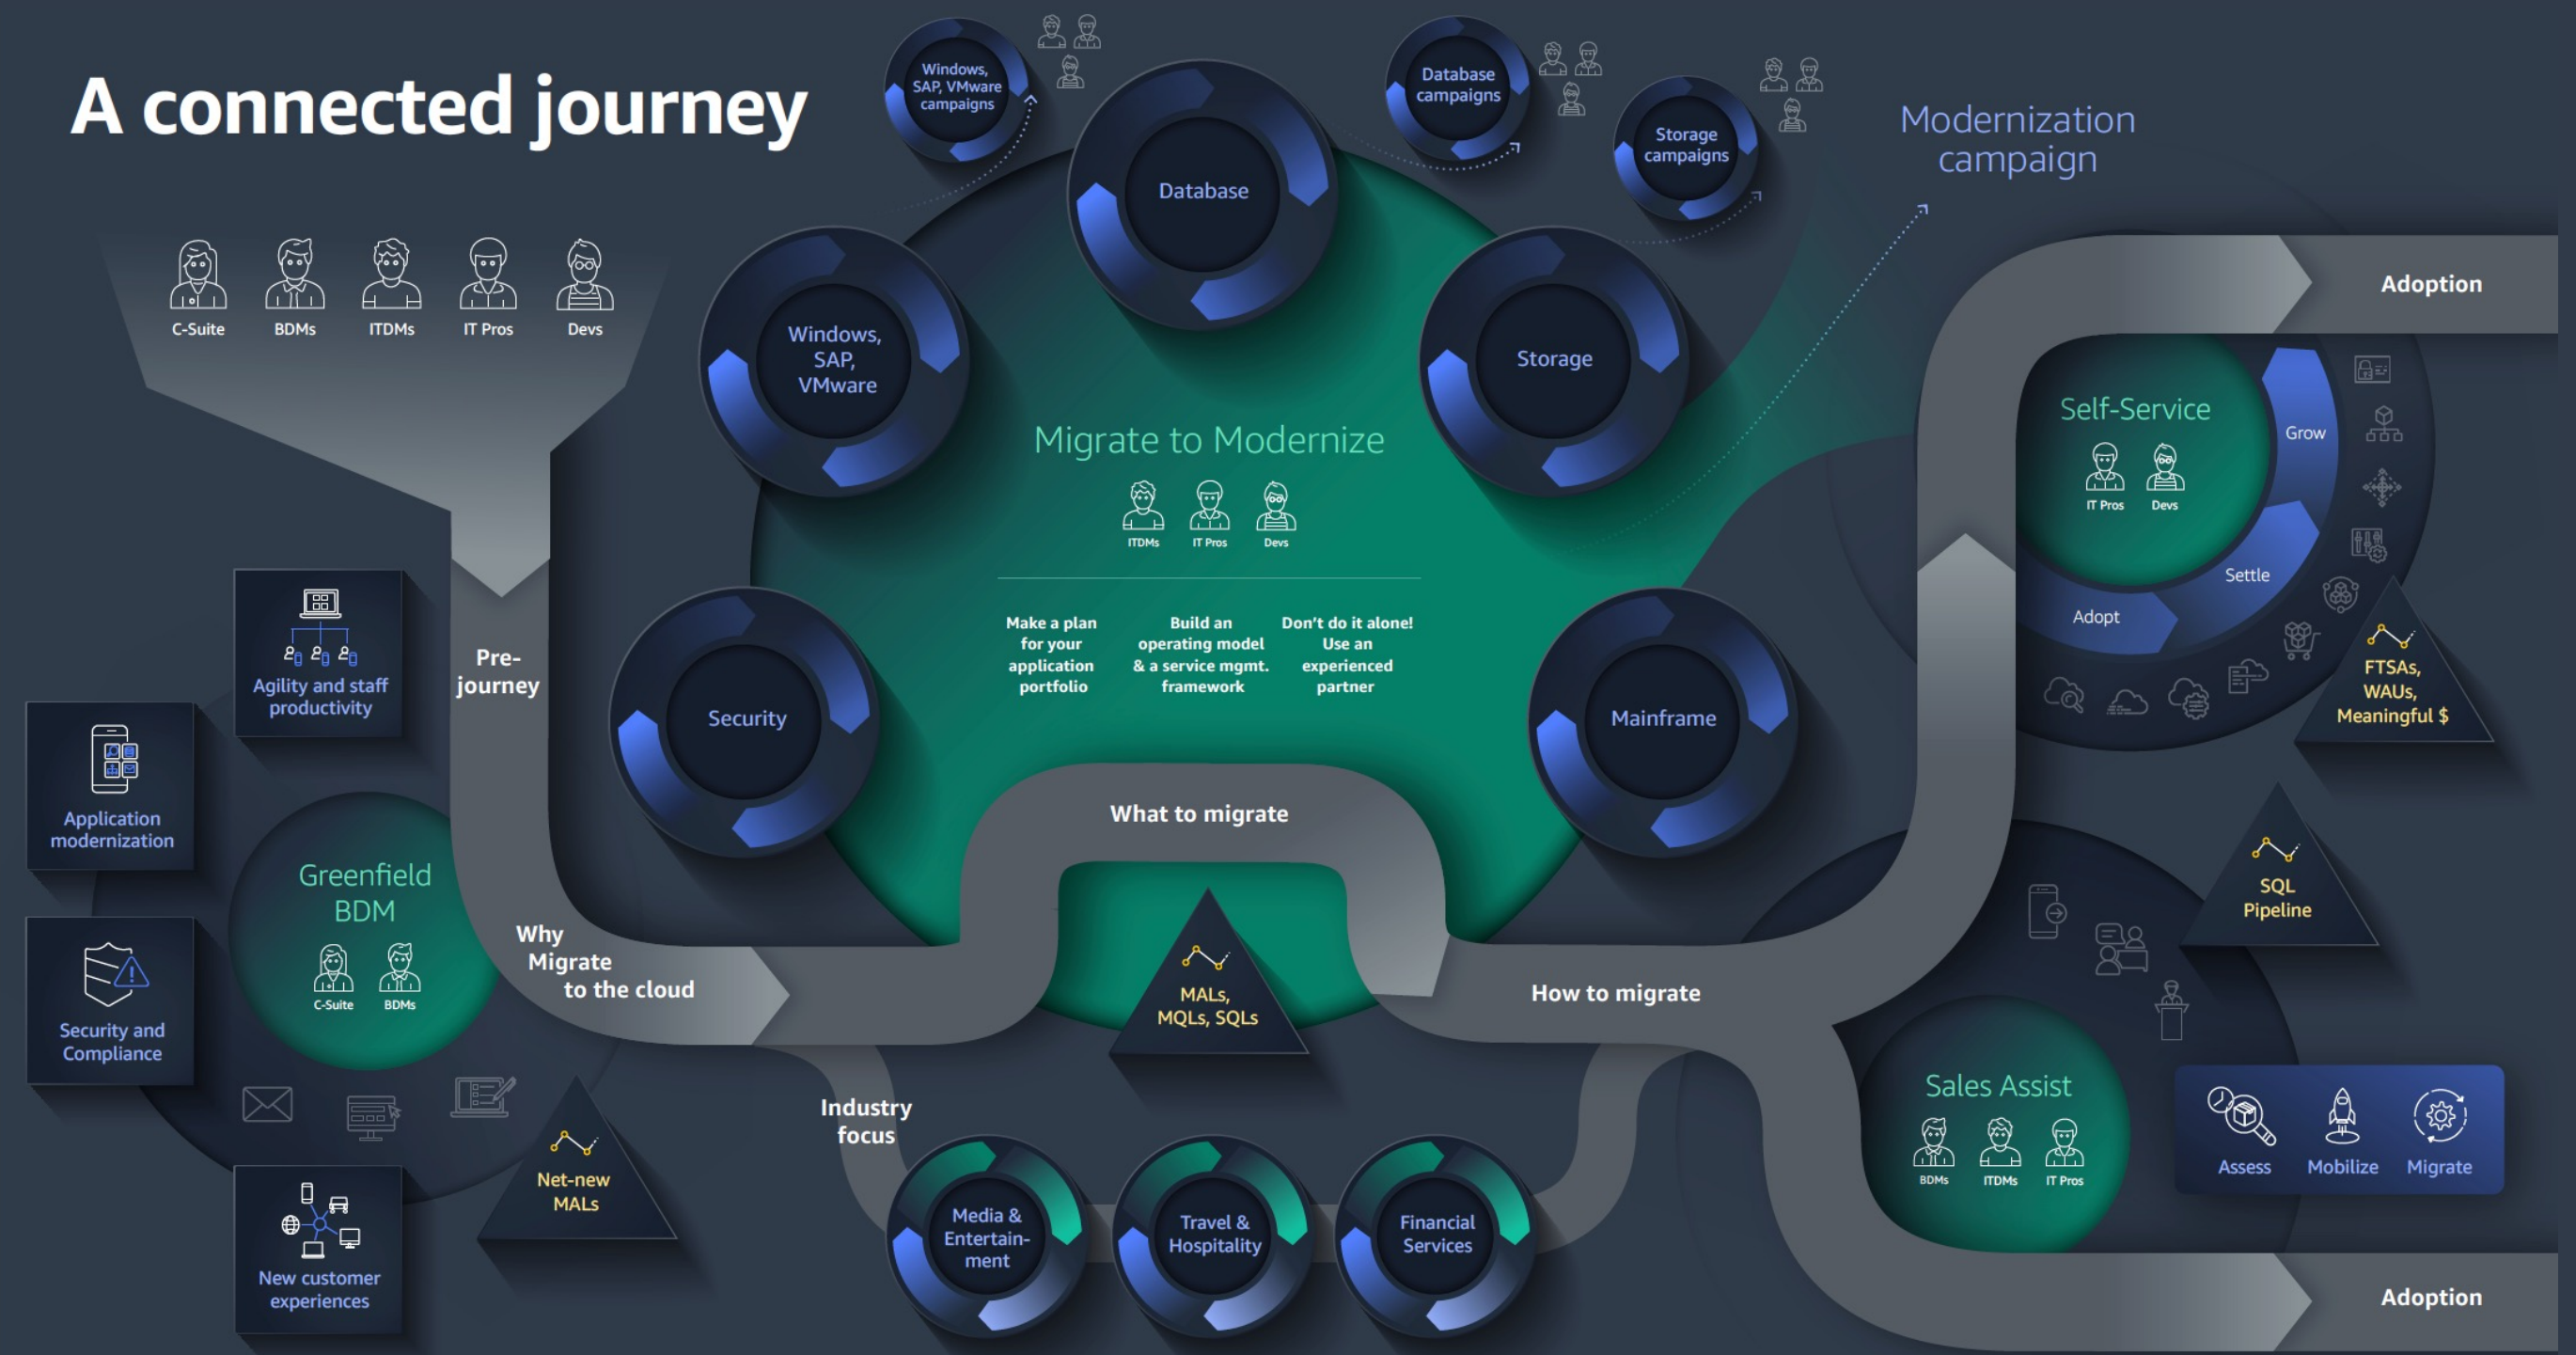 A connected journey
C-Suite
BDMs
ITDMs
IT Pros
Devs
Pre-
journey
Agility and staff
productivity
Application
modernization
Security and
Compliance
New customer
experiences
Greenfield
BDM
C-Suite
BDMs
Net-new
MALs
Why
Migrate
to the cloud
Windows,
SAP, VMware
campaigns
Database
campaigns
Storage
campaigns
Modernization
campaign
Security
Windows,
SAP,
VMware
Database
Storage
Mainframe
Migrate to Modernize
ITDMs
IT Pros
Devs
Make a plan
for your
application
portfolio
Build an
operating model
& a service mgmt.
framework
Don't do it alone!
Use an
experienced
partner
What to migrate
MALs,
MQLs, SQLs
Industry
focus
Media &
Entertain-
ment
Travel &
Hospitality
Financial
Services
How to migrate
Adoption
Self-Service
IT Pros
Devs
Adopt
Settle
Grow
FTSAs,
WAUs,
Meaningful $
SQL
Pipeline
Sales Assist
BDMs
ITDMs
IT Pros
Assess
Mobilize
Migrate
Adoption